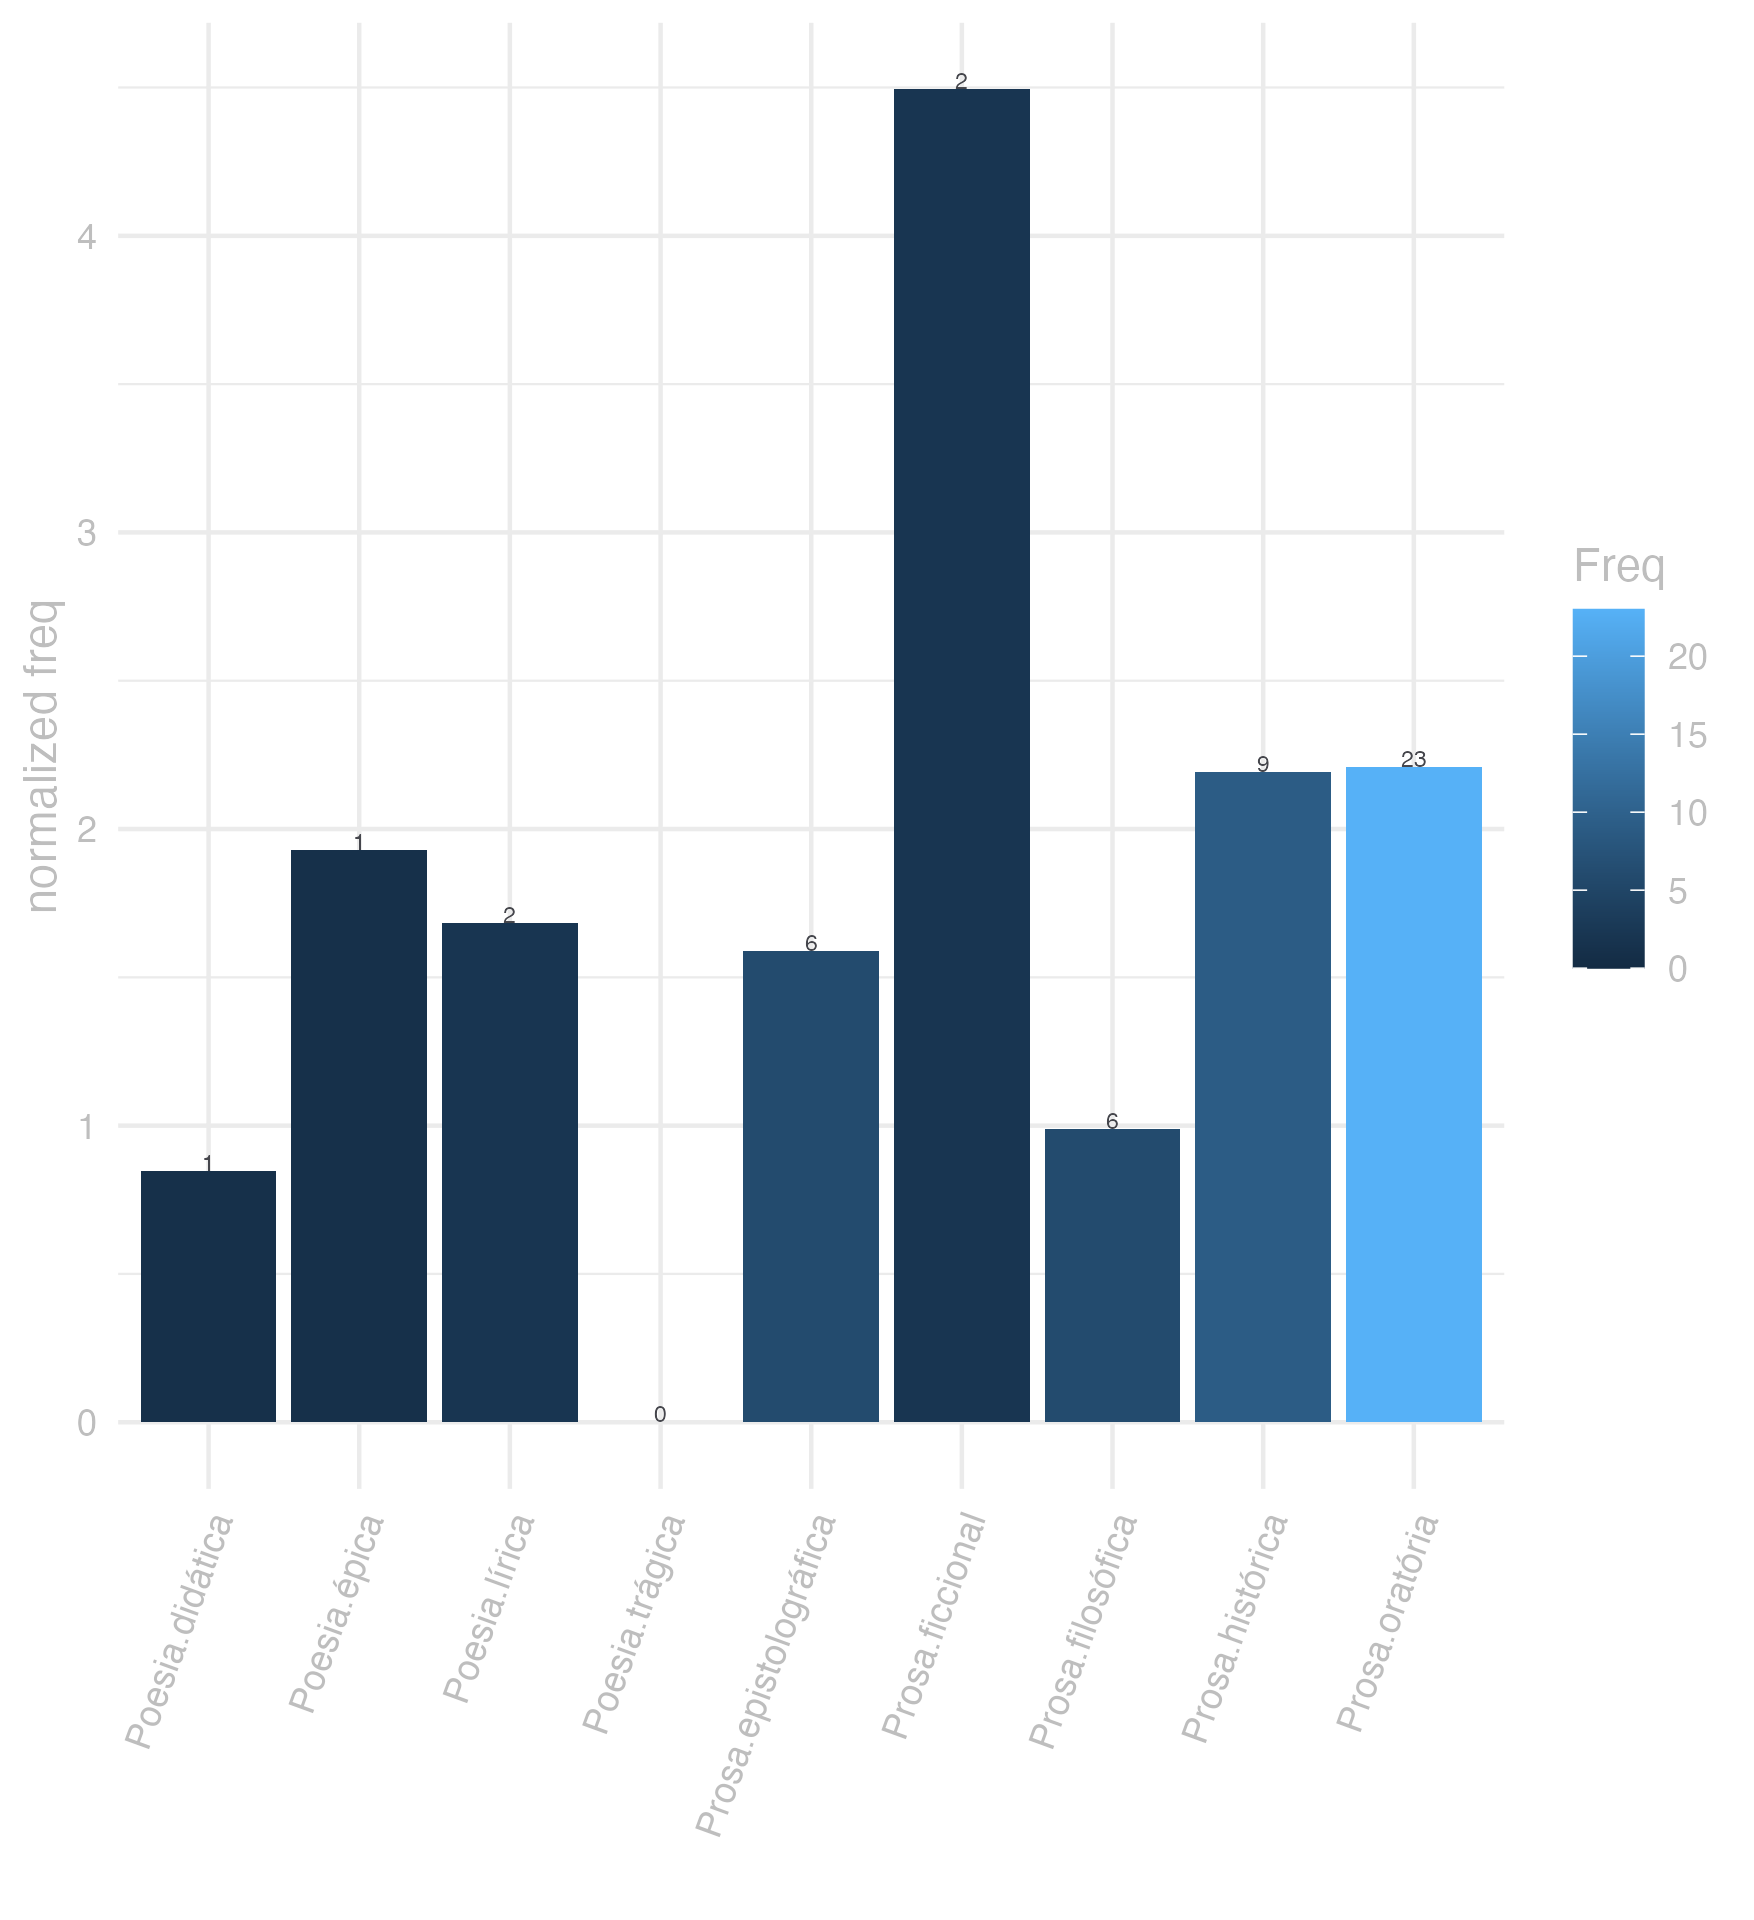 normalized freq
4
3
2
1
0
1
1
2
0
6
2
6
9
23
Poesia.didática
Poesia.épica
Poesia.lírica
Poesia.trágica
Prosa.epistolográfica
Prosa.ficcional
Prosa.filosófica
Prosa.histórica
Prosa.oratória
Freq
20
15
10
5
0